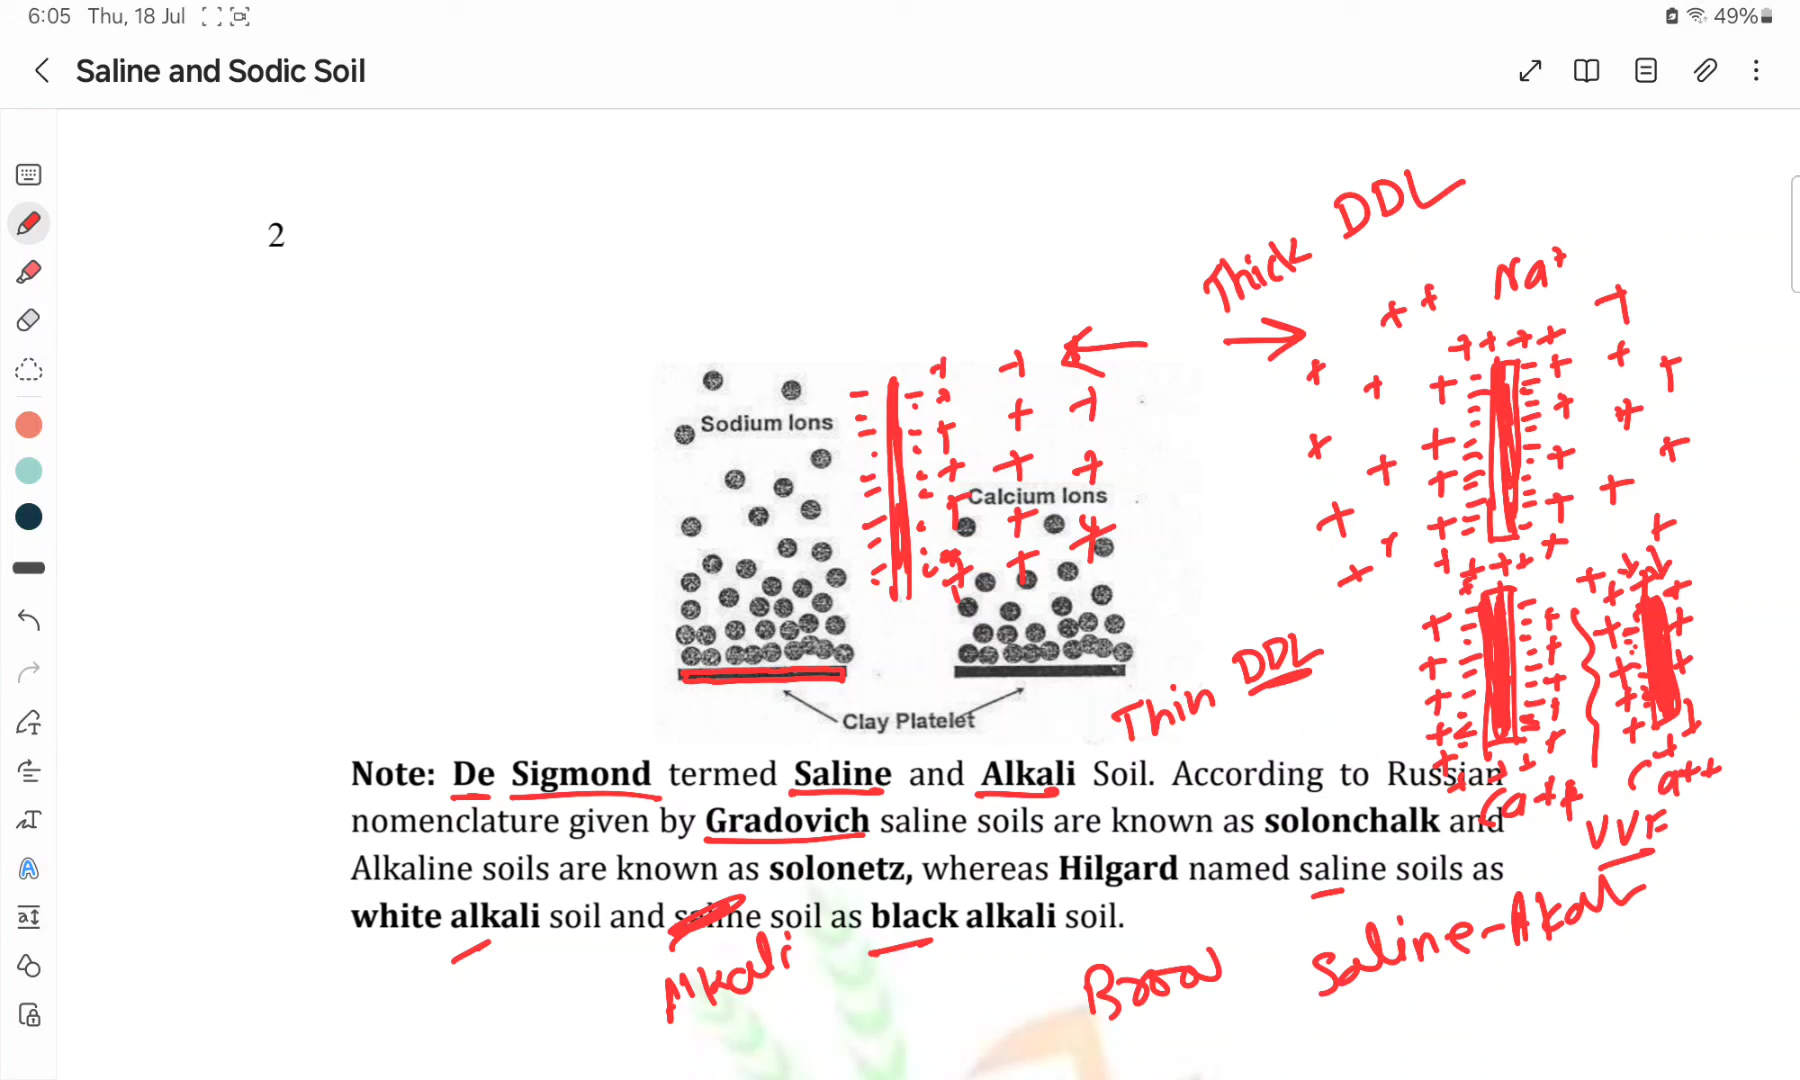 6:05 Thu, 18 Jul 49%
Saline and Sodic Soil
2
Thick DDL
Na+
Sodium Ions
Calcium Ions
Thin DDL
Clay Platelet
Ca++ Ca++
Note: De Sigmond termed Saline and Alkali Soil. According to Russian
nomenclature given by Gradovich saline soils are known as solonchalk and
Alkaline soils are known as solonetz, whereas Hilgard named saline soils as
white alkali soil and saline soil as black alkali soil.
Alkali
Saline-Akali